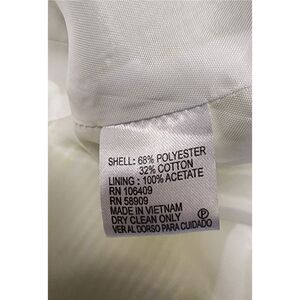 SHELL: 68% POLYESTER
32% COTTON
LINING : 100% ACETATE
RN 106409
RN 58909
MADE IN VIETNAM
DRY CLEAN ONLY Ⓟ
VER AL DORSO PARA CUIDADO